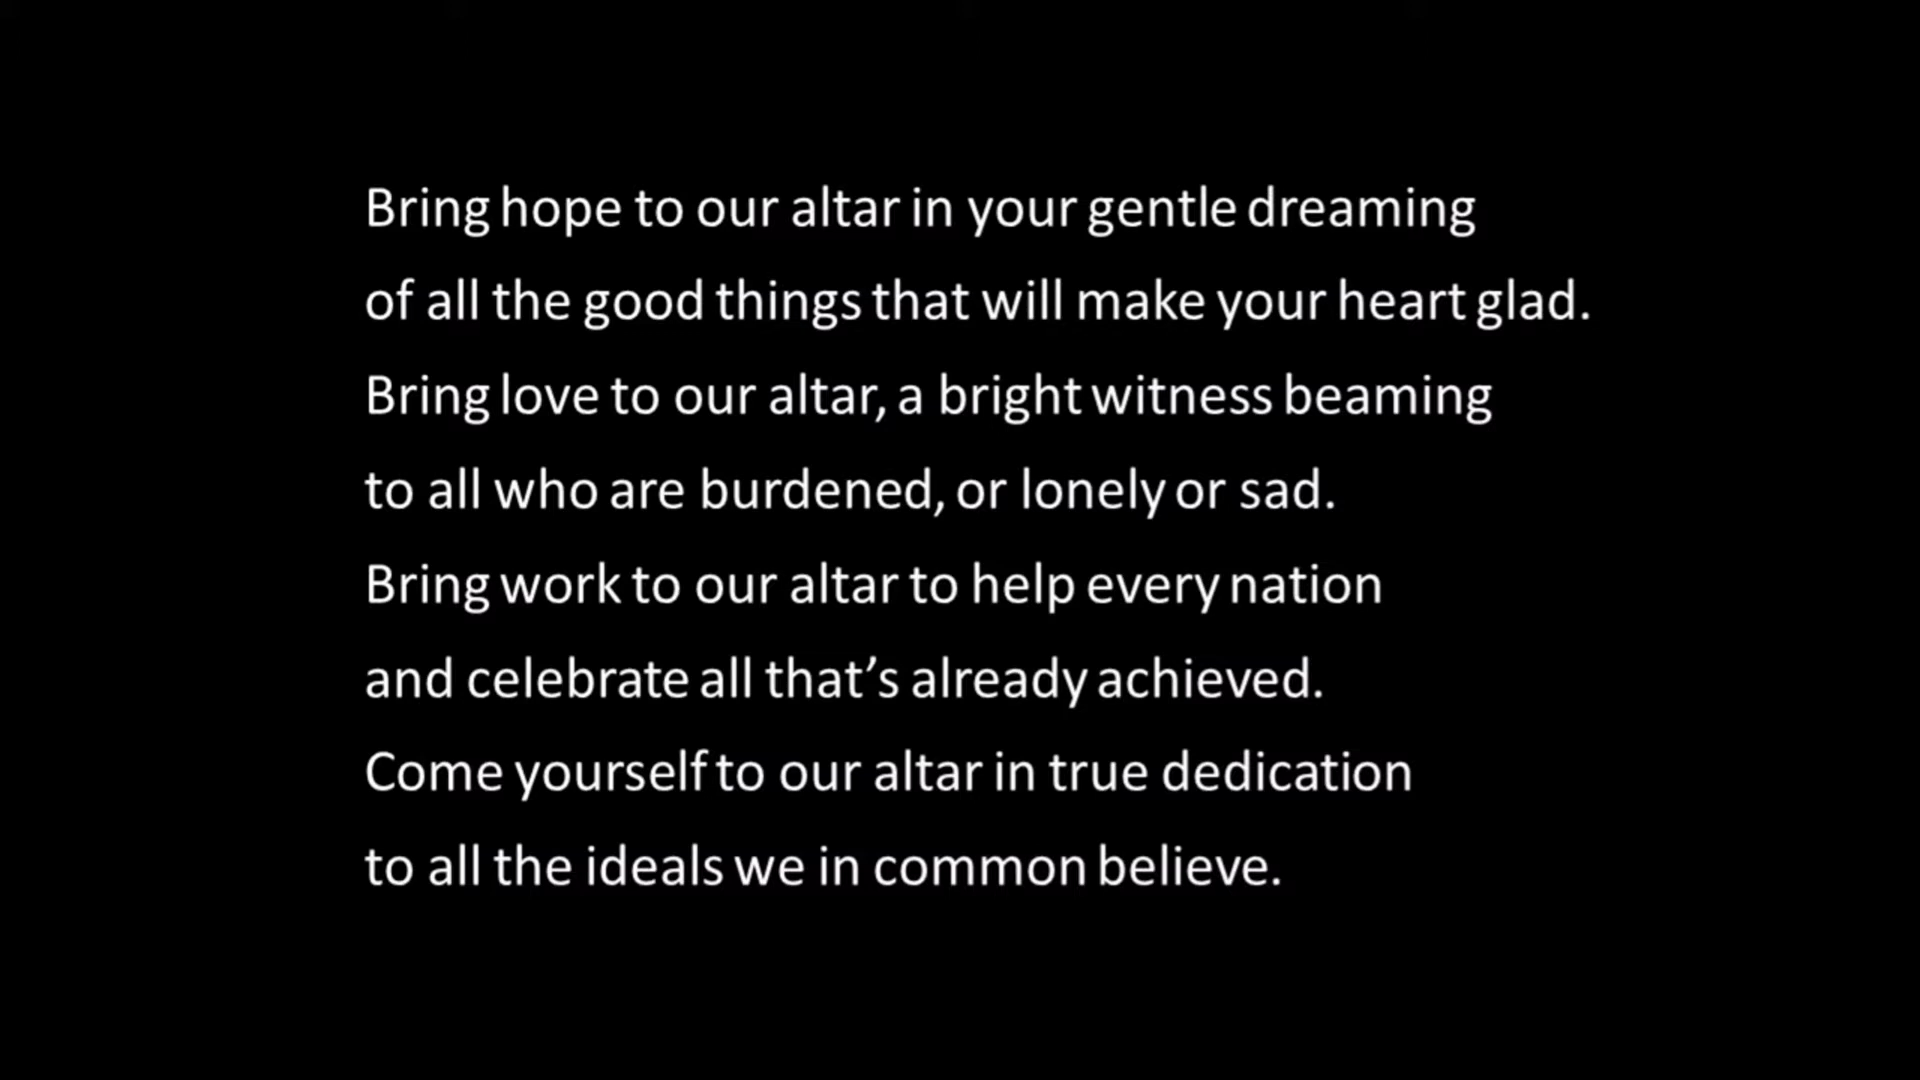 Bring hope to our altar in your gentle dreaming
of all the good things that will make your heart glad.
Bring love to our altar, a bright witness beaming
to all who are burdened, or lonely or sad.
Bring work to our altar to help every nation
and celebrate all that’s already achieved.
Come yourself to our altar in true dedication
to all the ideals we in common believe.